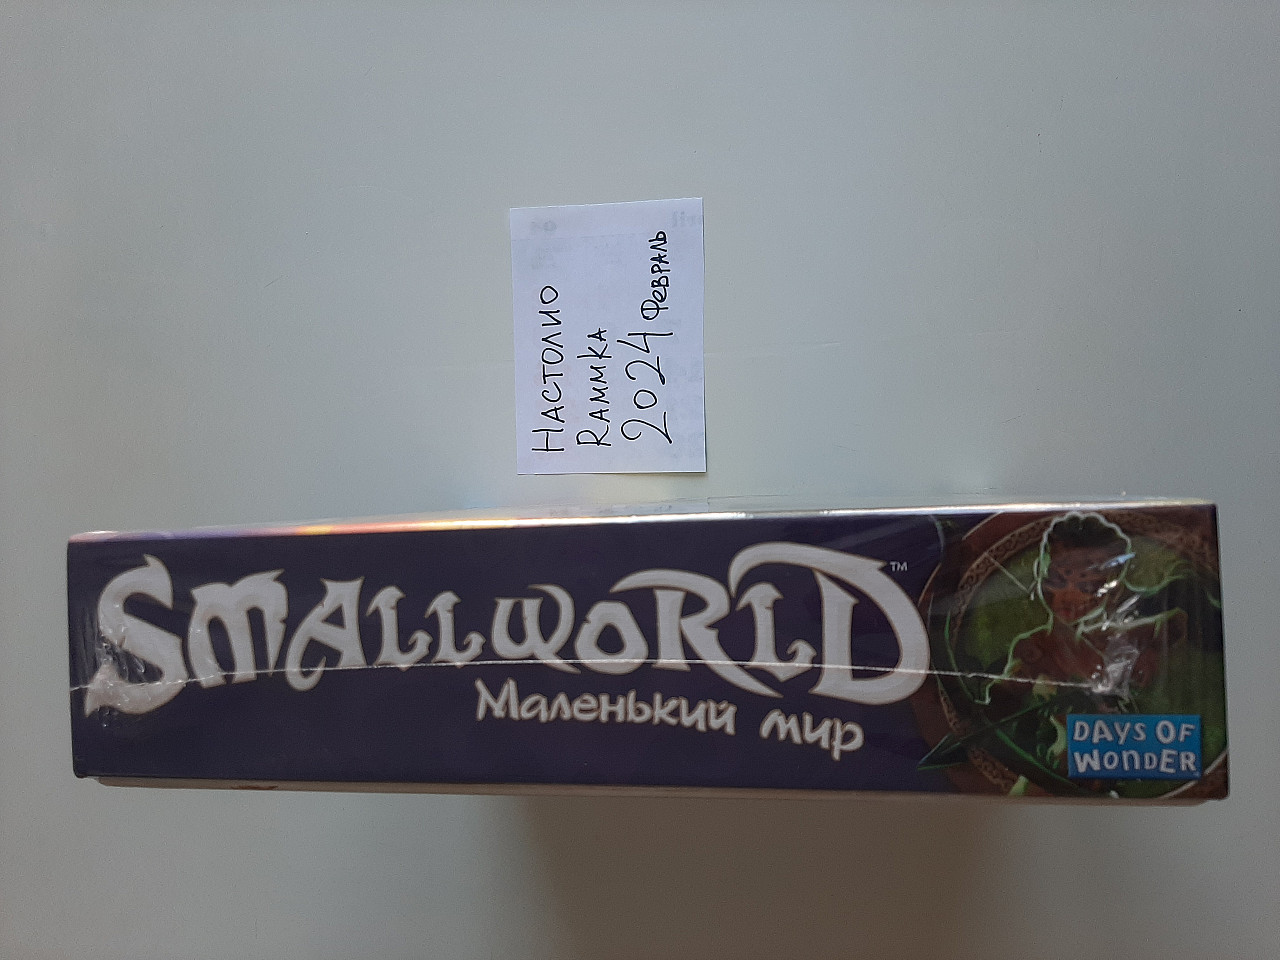 НАСТОЛИО
RAMMKA
2024 ФЕВРАЛЬ
SMALLWORLD™
Маленький мир
DAYS OF
WONDER